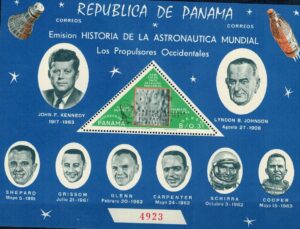 REPUBLICA DE PANAMA
CORREOS
CORREOS
Emision HISTORIA DE LA ASTRONAUTICA MUNDIAL
Los Propulsores Occidentales
JOHN F. KENNEDY
1917 - 1963
LYNDON B. JOHNSON
Agosto 27 - 1908
PANAMA
SHEPARD
Mayo 5 - 1961
GRISSOM
Julio 21 - 1961
GLENN
Febrero 20 - 1962
CARPENTER
Mayo 24 - 1962
SCHIRRA
Octubre 3 - 1962
COOPER
Mayo 15 - 1963
4923